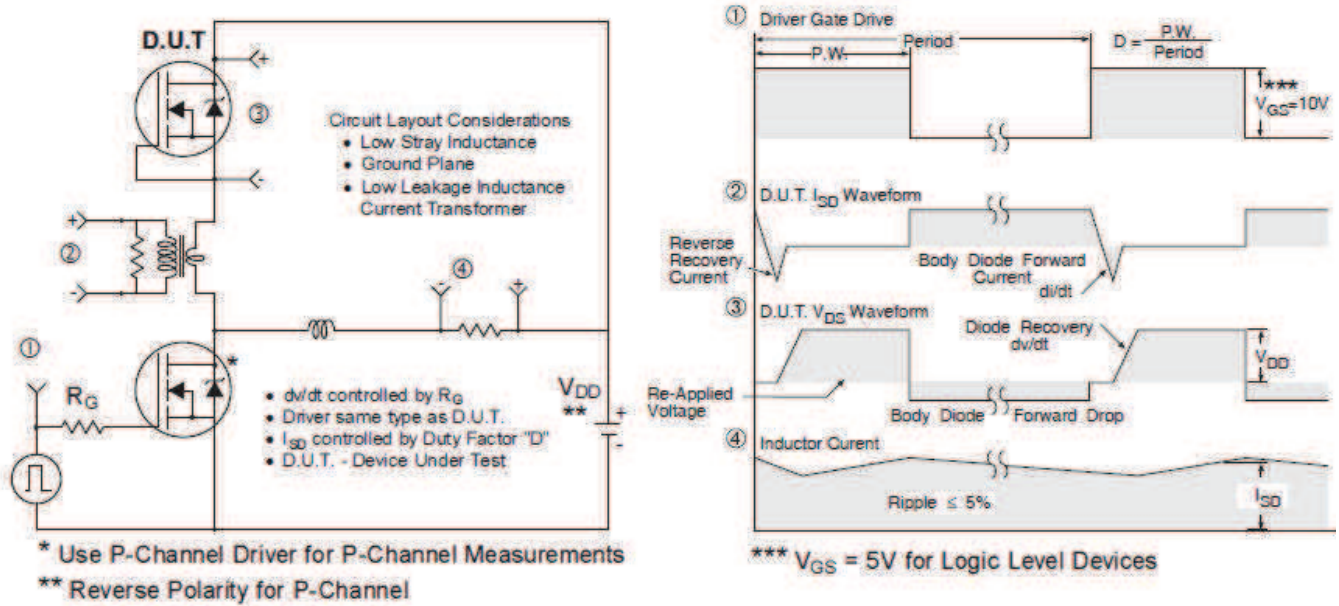 D.U.T
+
③
-
Circuit Layout Considerations
• Low Stray Inductance
• Ground Plane
• Low Leakage Inductance
Current Transformer
+
②
-
④
- +
①
R_G
*
• dv/dt controlled by R_G
• Driver same type as D.U.T.
• I_SD controlled by Duty Factor "D"
• D.U.T. - Device Under Test
V_DD
**
+
-
* Use P-Channel Driver for P-Channel Measurements
** Reverse Polarity for P-Channel
① Driver Gate Drive
P.W.
Period
D = P.W. / Period
***
V_GS=10V
② D.U.T. I_SD Waveform
Reverse
Recovery
Current
Body Diode Forward
Current
di/dt
③ D.U.T. V_DS Waveform
Diode Recovery
dv/dt
V_DD
Re-Applied
Voltage
Body Diode Forward Drop
④ Inductor Curent
Ripple ≤ 5%
I_SD
*** V_GS = 5V for Logic Level Devices